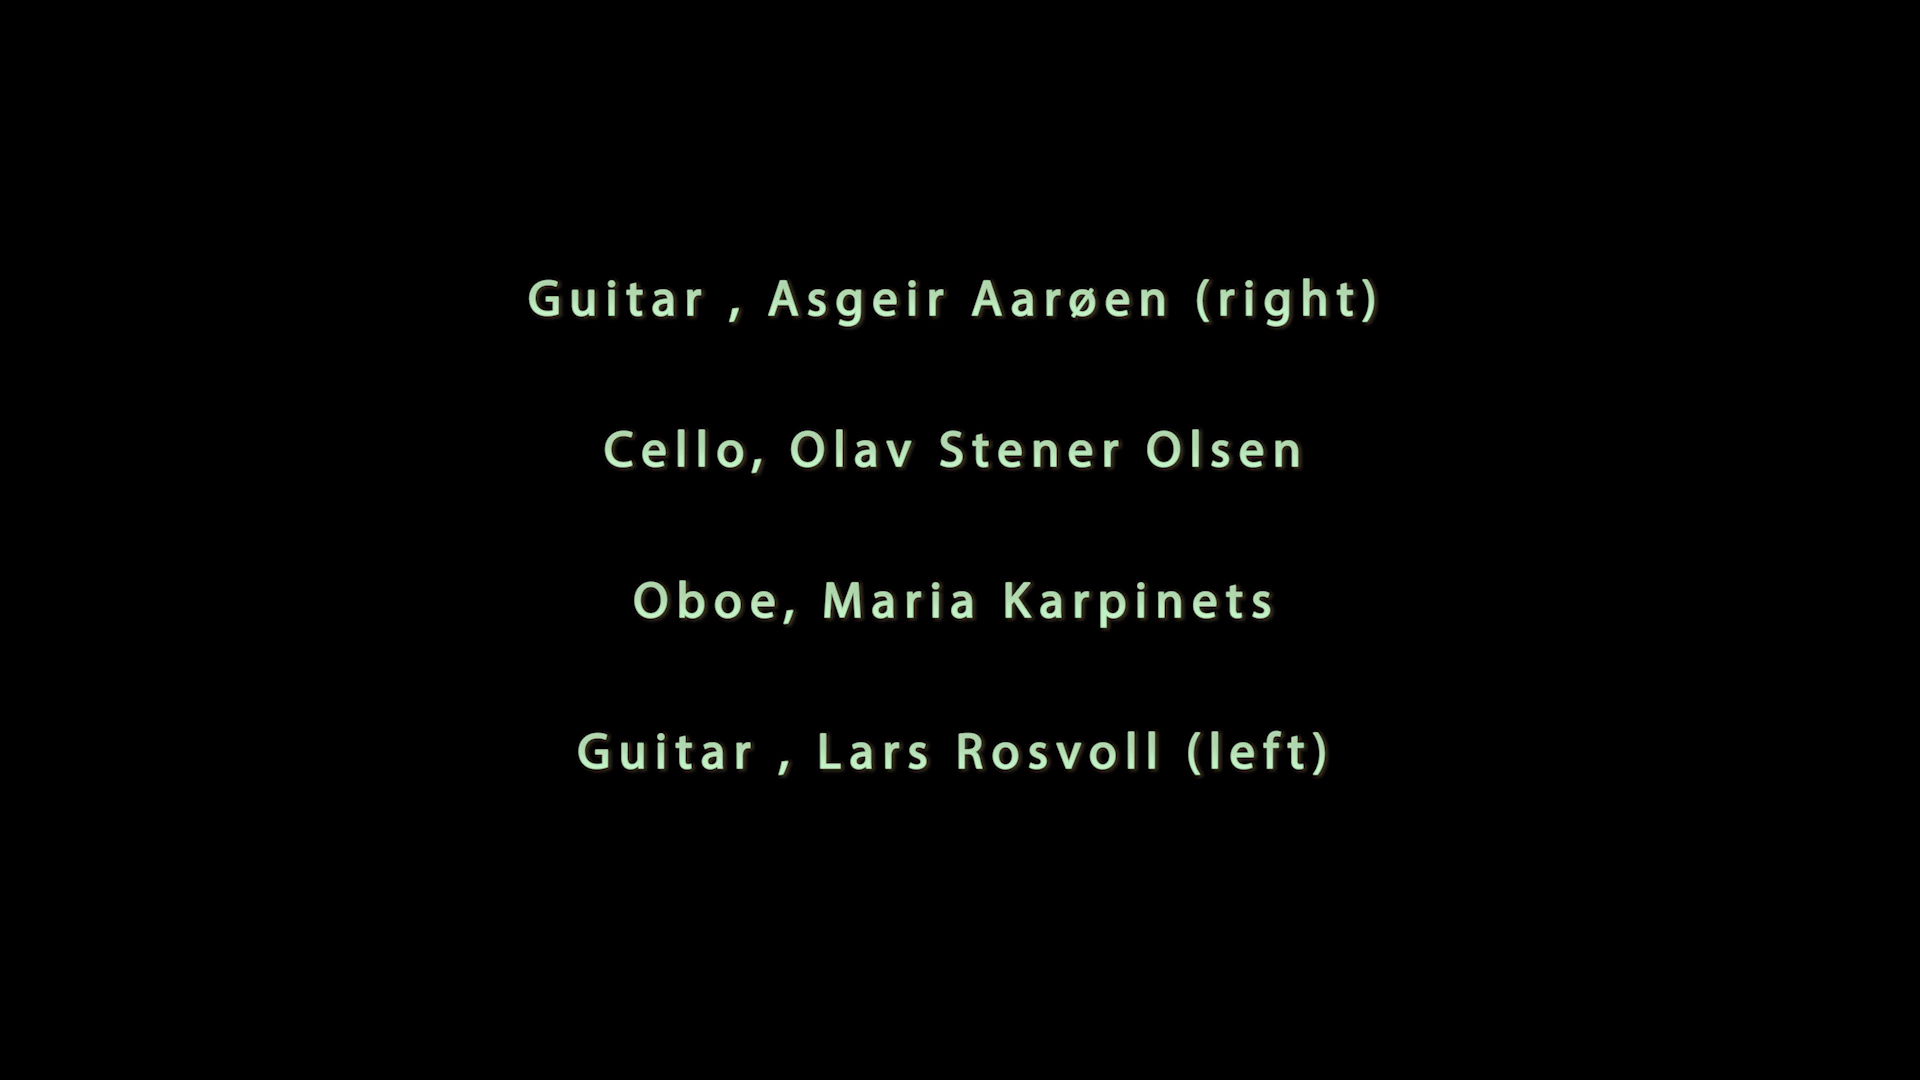 Guitar , Asgeir Aarøen (right)
Cello, Olav Stener Olsen
Oboe, Maria Karpinets
Guitar , Lars Rosvoll (left)